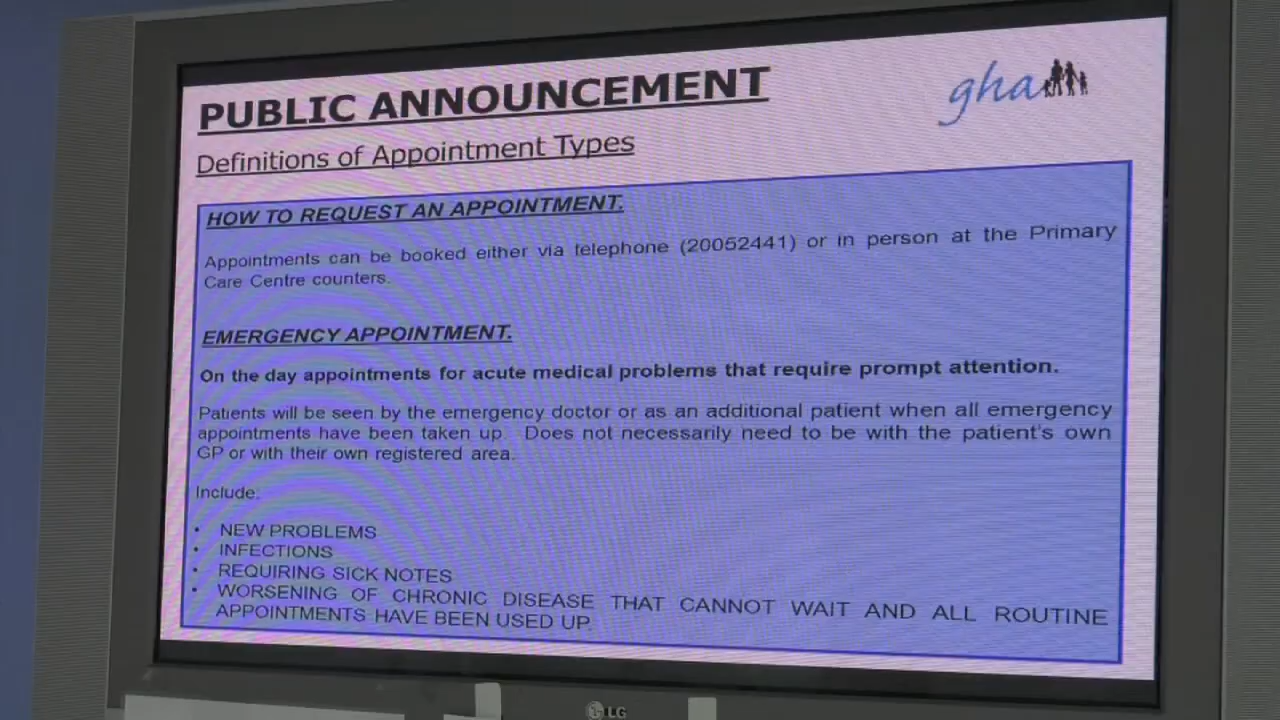 PUBLIC ANNOUNCEMENT
gha
Definitions of Appointment Types
HOW TO REQUEST AN APPOINTMENT.
Appointments can be booked either via telephone (20052441) or in person at the Primary
Care Centre counters.
EMERGENCY APPOINTMENT.
On the day appointments for acute medical problems that require prompt attention.
Patients will be seen by the emergency doctor or as an additional patient when all emergency
appointments have been taken up. Does not necessarily need to be with the patient's own
GP or with their own registered area.
Include:
• NEW PROBLEMS
• INFECTIONS
• REQUIRING SICK NOTES
• WORSENING OF CHRONIC DISEASE THAT CANNOT WAIT AND ALL ROUTINE
APPOINTMENTS HAVE BEEN USED UP.
LG